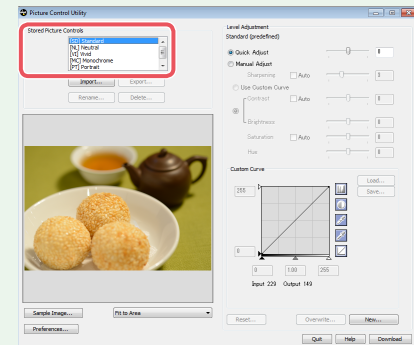 Picture Control Utility
Stored Picture Controls
[SD] Standard
[NL] Neutral
[VI] Vivid
[MC] Monochrome
[PT] Portrait
Import...
Export...
Rename...
Delete...
Sample Image...
Fit to Area
Preferences...
Level Adjustment
Standard (predefined)
Quick Adjust
0
Manual Adjust
Sharpening
Auto
Use Custom Curve
Contrast
Auto
0
Brightness
0
Saturation
Auto
0
Hue
0
Custom Curve
Load...
Save...
255
0
0
1.00
255
Input 229 Output 149
Reset...
Overwrite...
New...
Quit
Help
Download